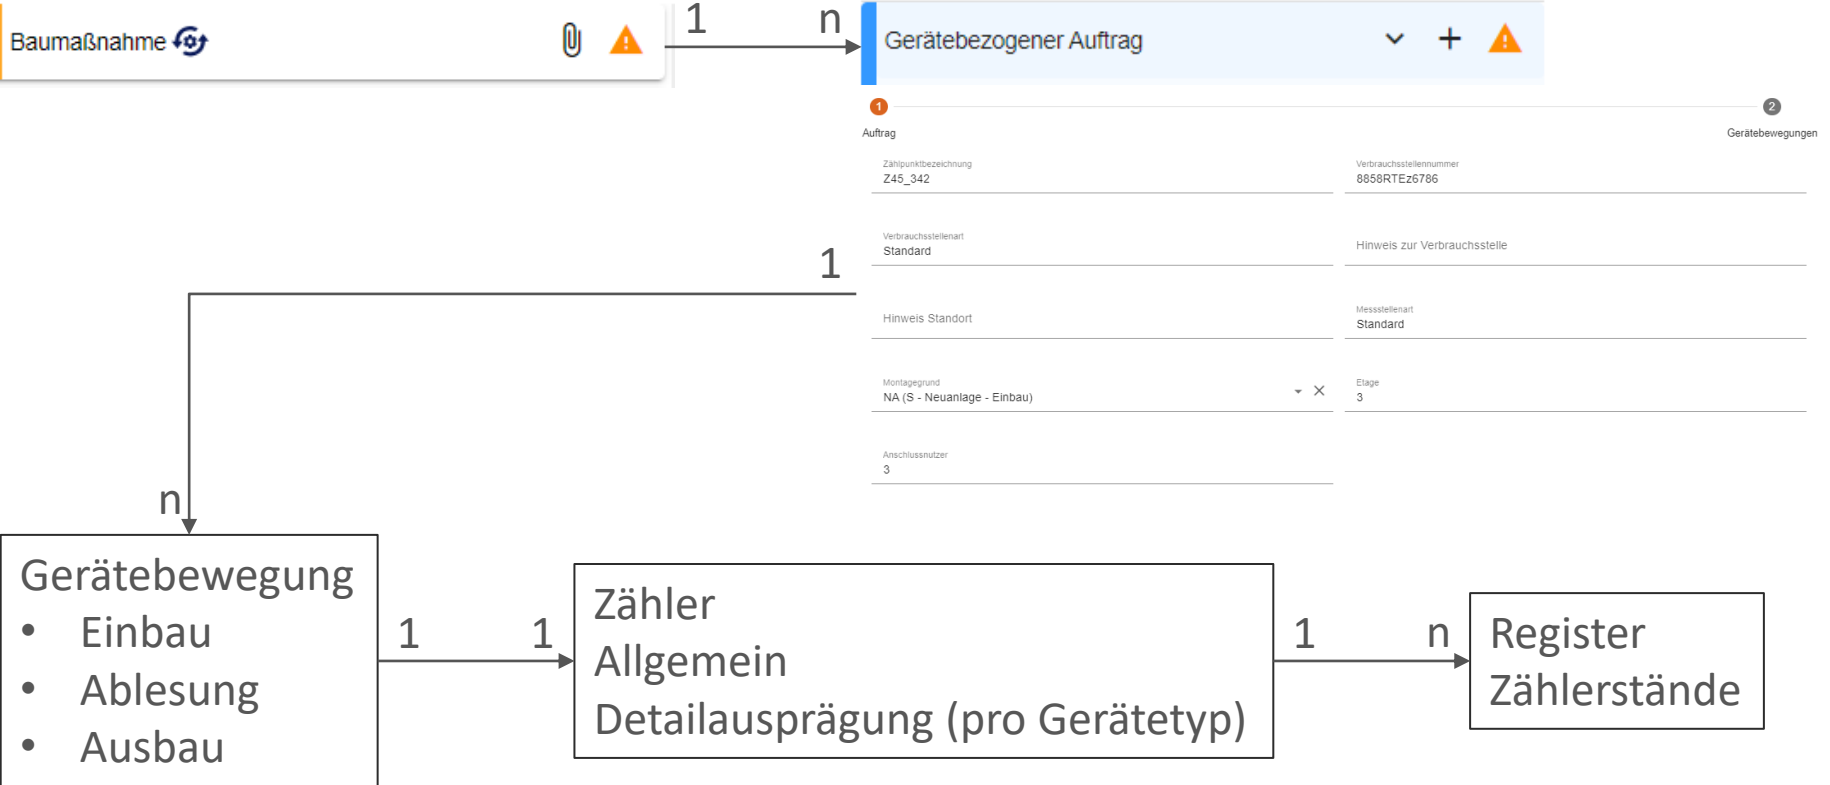 Baumaßnahme
1
n
Gerätebezogener Auftrag
1
2
Auftrag
Gerätebewegungen
Zählpunktbezeichnung
Z45_342
Verbrauchsstellennummer
8858RTEz6786
Verbrauchsstellenart
Standard
Hinweis zur Verbrauchsstelle
1
Hinweis Standort
Messstellenart
Standard
Montagegrund
NA (S - Neuanlage - Einbau)
Etage
3
Anschlussnutzer
3
n
Gerätebewegung
• Einbau
• Ablesung
• Ausbau
1
1
Zähler
Allgemein
Detailausprägung (pro Gerätetyp)
1
n
Register
Zählerstände